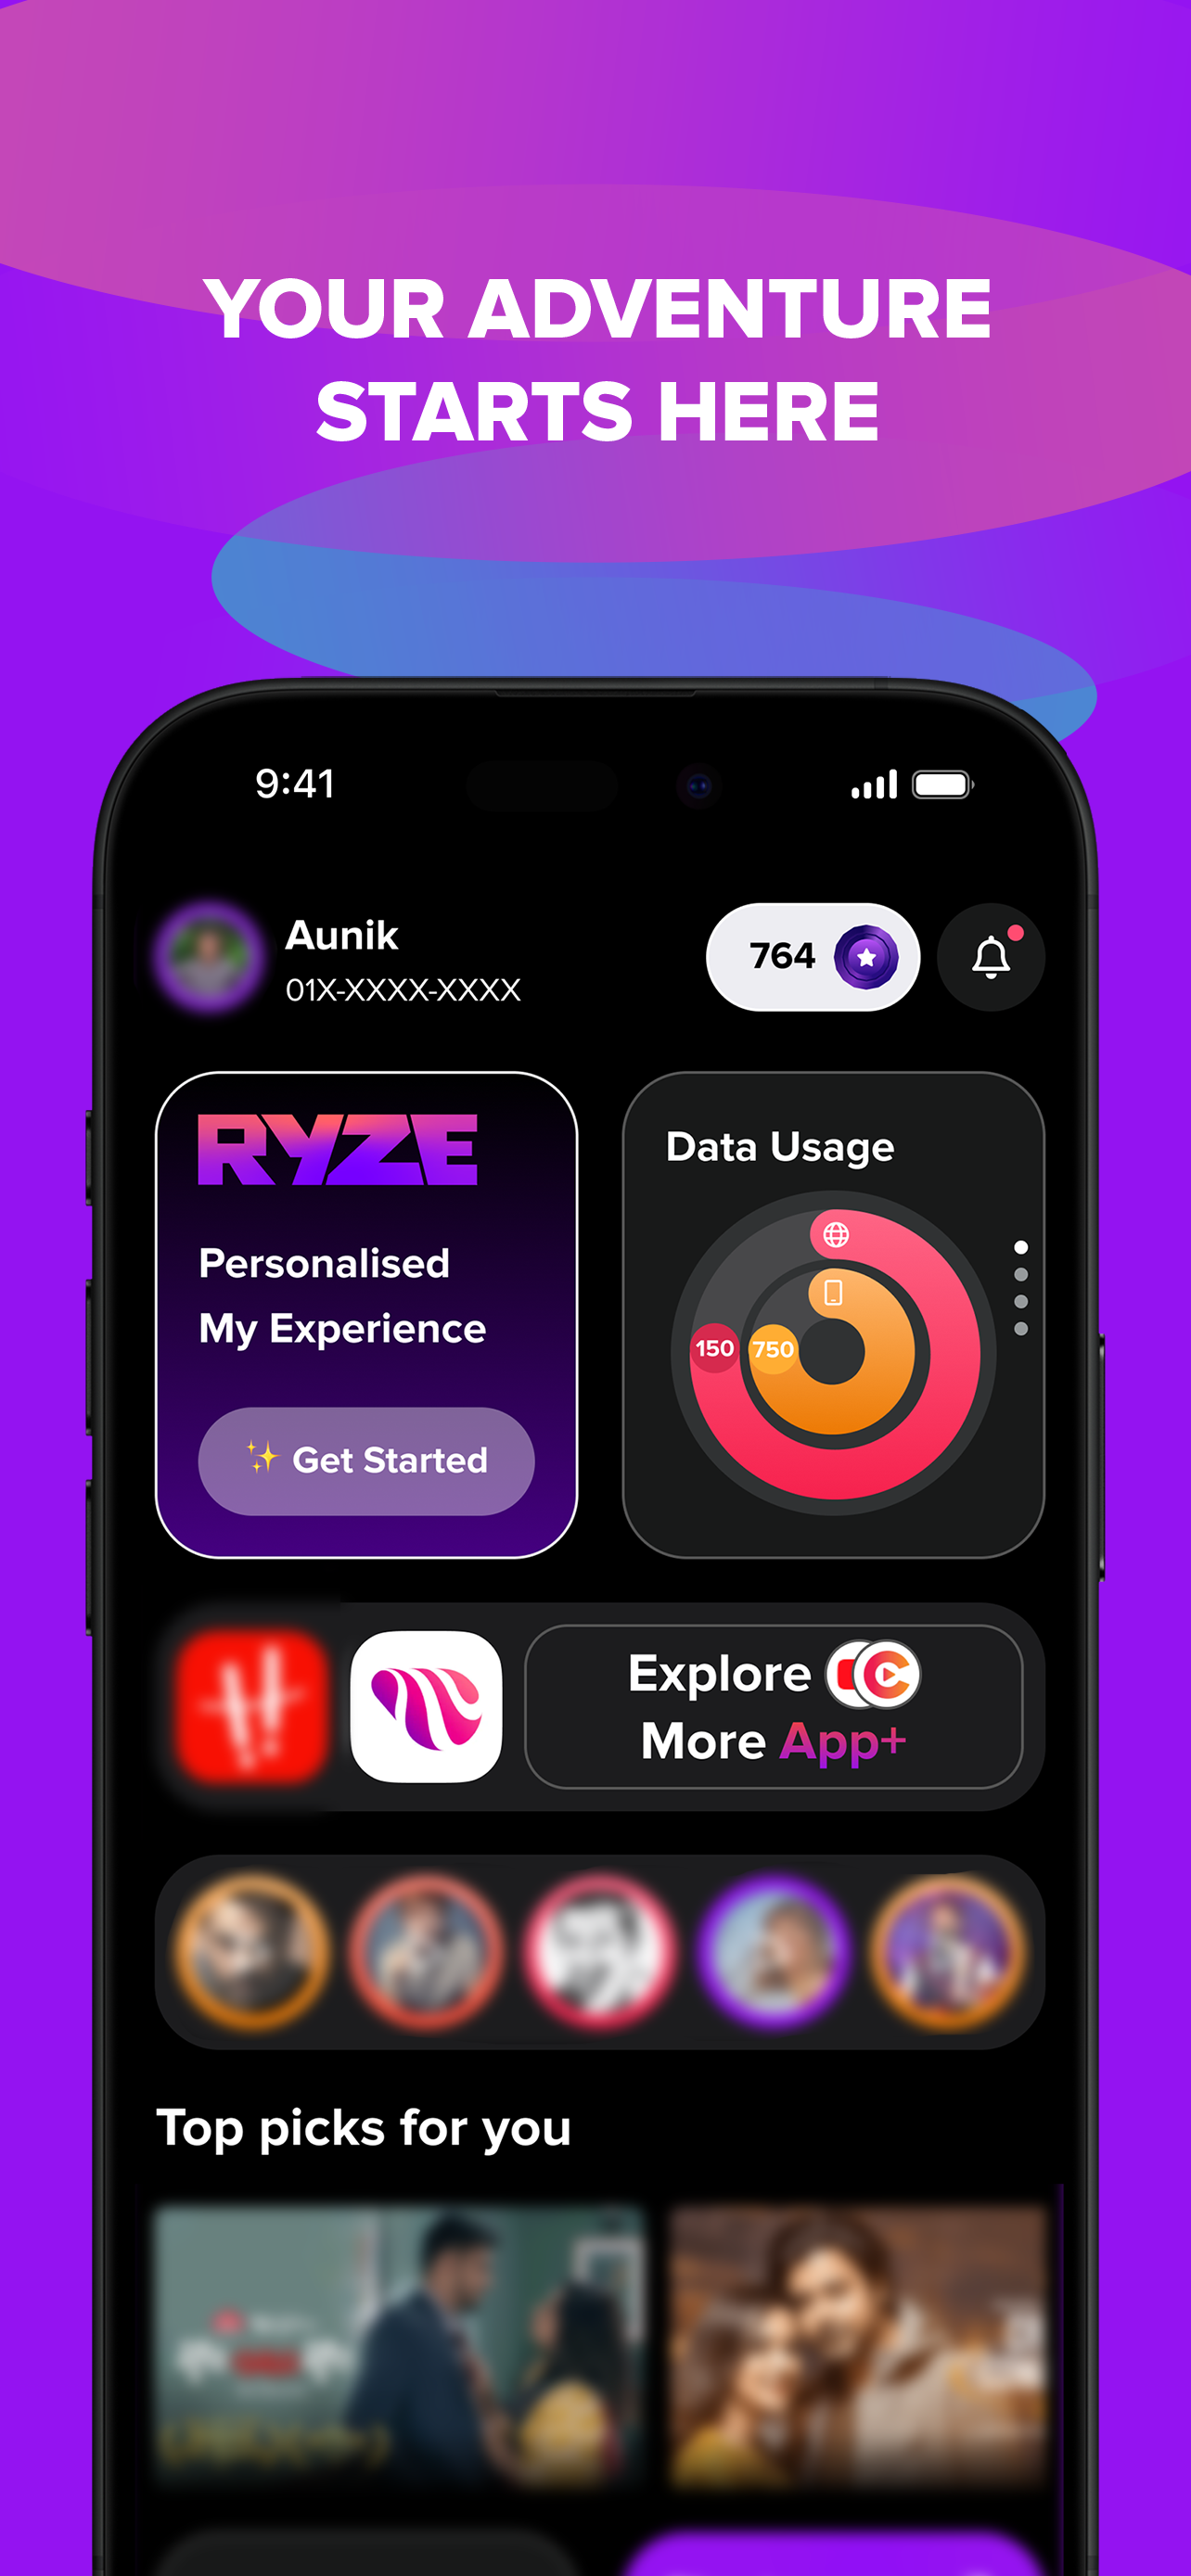 YOUR ADVENTURE
STARTS HERE
9:41
Aunik
01X-XXXX-XXXX
764
RYZE
Personalised
My Experience
✨ Get Started
Data Usage
150
750
Explore
More App+
Top picks for you